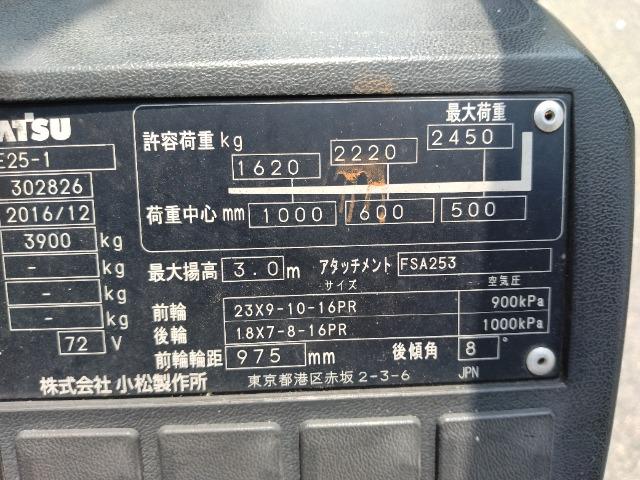 ATSU
E25-1
302826
2016/12
3900 kg
- kg
- kg
- kg
72 V
最大荷重
許容荷重 kg 1620 2220 2450
荷重中心 mm 1000 600 500
最大揚高 3.0 m アタッチメント FSA253
サイズ 空気圧
前輪 23X9-10-16PR 900kPa
後輪 18X7-8-16PR 1000kPa
前輪輪距 975 mm 後傾角 8°
株式会社 小松製作所 東京都港区赤坂2-3-6 JPN